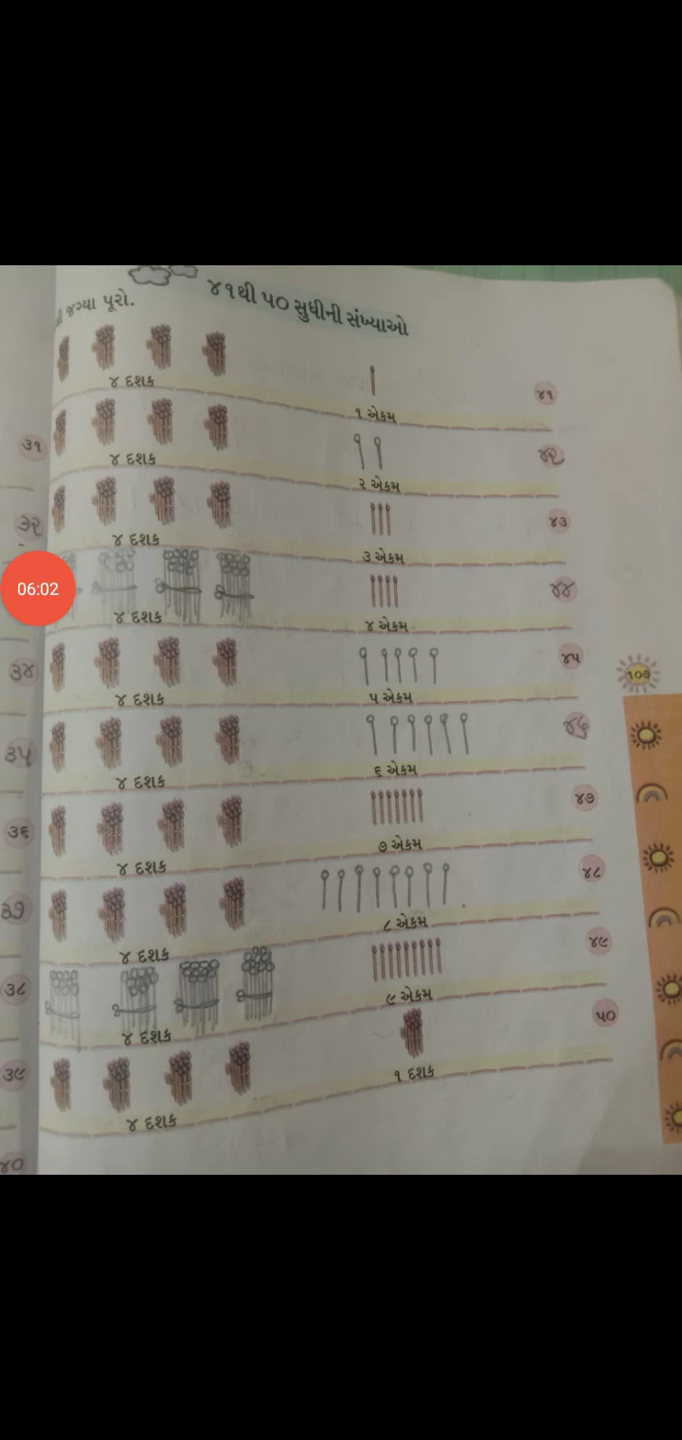 ૪૧થી ૫૦ સુધીની સંખ્યાઓ
જગ્યા પૂરો.
૪ દશક
૧ એકમ
૪૧
૩૧
૪ દશક
૨ એકમ
૪૨
૩૨
૪ દશક
૩ એકમ
૪૩
06:02
૪ દશક
૪ એકમ
૪૪
૩૪
૪ દશક
૫ એકમ
૪૫
૧૦૭
૩૫
૪ દશક
૬ એકમ
૪૬
૩૬
૪ દશક
૭ એકમ
૪૭
૩૭
૪ દશક
૮ એકમ
૪૮
૩૮
૪ દશક
૯ એકમ
૪૯
૩૯
૪ દશક
૧ દશક
૫૦
૪૦